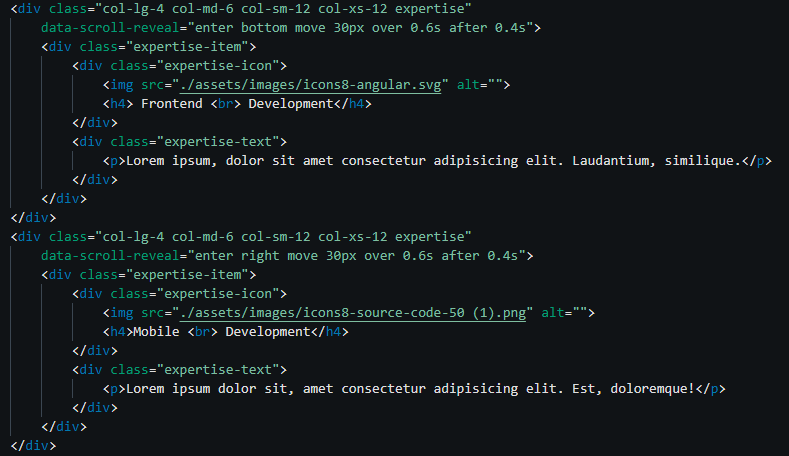 <div class="col-lg-4 col-md-6 col-sm-12 col-xs-12 expertise"
    data-scroll-reveal="enter bottom move 30px over 0.6s after 0.4s">
    <div class="expertise-item">
        <div class="expertise-icon">
            <img src="./assets/images/icons8-angular.svg" alt="">
            <h4> Frontend <br> Development</h4>
        </div>
        <div class="expertise-text">
            <p>Lorem ipsum, dolor sit amet consectetur adipisicing elit. Laudantium, similique.</p>
        </div>
    </div>
</div>
<div class="col-lg-4 col-md-6 col-sm-12 col-xs-12 expertise"
    data-scroll-reveal="enter right move 30px over 0.6s after 0.4s">
    <div class="expertise-item">
        <div class="expertise-icon">
            <img src="./assets/images/icons8-source-code-50 (1).png" alt="">
            <h4>Mobile <br> Development</h4>
        </div>
        <div class="expertise-text">
            <p>Lorem ipsum dolor sit, amet consectetur adipisicing elit. Est, doloremque!</p>
        </div>
    </div>
</div>